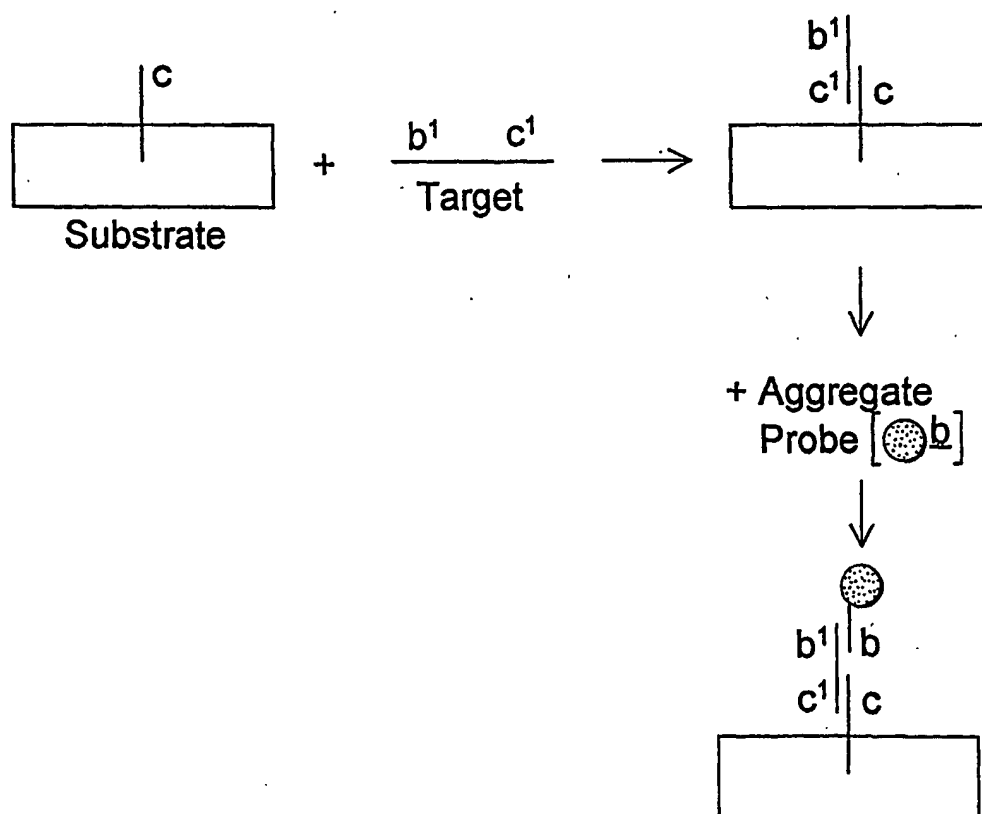 c
Substrate
+
b¹ c¹
Target
b¹
c¹ c
+ Aggregate
Probe [ b]
b¹ b
c¹ c